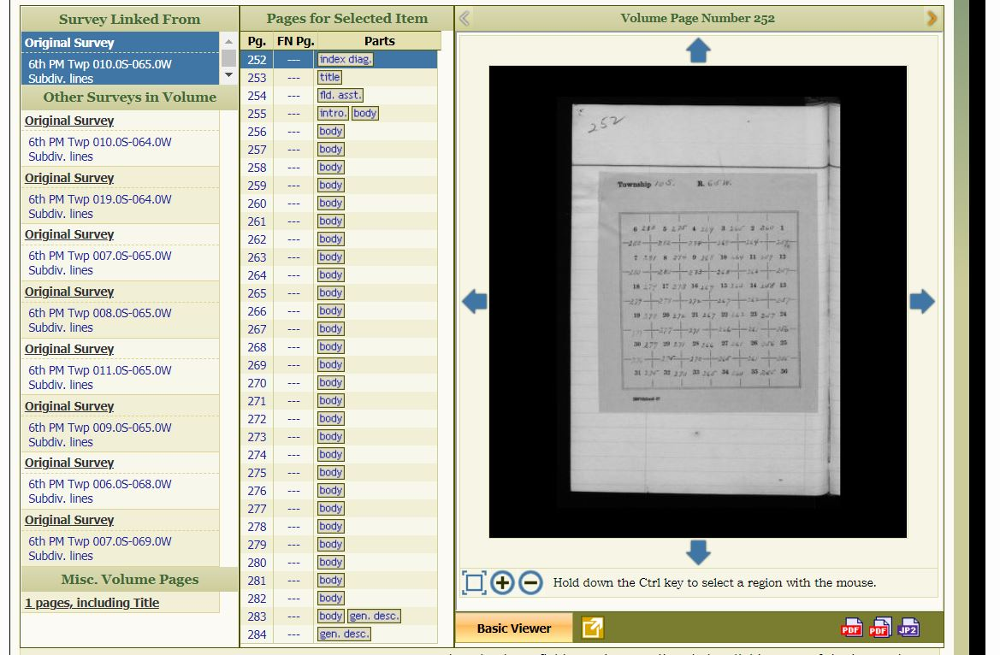 Survey Linked From
Original Survey
6th PM Twp 010.0S-065.0W
Subdiv. lines
Other Surveys in Volume
Original Survey
6th PM Twp 010.0S-064.0W
Subdiv. lines
Original Survey
6th PM Twp 019.0S-064.0W
Subdiv. lines
Original Survey
6th PM Twp 007.0S-065.0W
Subdiv. lines
Original Survey
6th PM Twp 008.0S-065.0W
Subdiv. lines
Original Survey
6th PM Twp 011.0S-065.0W
Subdiv. lines
Original Survey
6th PM Twp 009.0S-065.0W
Subdiv. lines
Original Survey
6th PM Twp 006.0S-068.0W
Subdiv. lines
Original Survey
6th PM Twp 007.0S-069.0W
Subdiv. lines
Misc. Volume Pages
1 pages, including Title
Pages for Selected Item
Pg. FN Pg. Parts
252 --- index diag.
253 --- title
254 --- fld. asst.
255 --- intro. body
256 --- body
257 --- body
258 --- body
259 --- body
260 --- body
261 --- body
262 --- body
263 --- body
264 --- body
265 --- body
266 --- body
267 --- body
268 --- body
269 --- body
270 --- body
271 --- body
272 --- body
273 --- body
274 --- body
275 --- body
276 --- body
277 --- body
278 --- body
279 --- body
280 --- body
281 --- body
282 --- body
283 --- body gen. desc.
284 --- gen. desc.
Volume Page Number 252
252
Township 10 S. R. 65 W.
6 5 4 3 2 1
7 8 9 10 11 12
18 17 16 15 14 13
19 20 21 22 23 24
30 29 28 27 26 25
31 32 33 34 35 36
Hold down the Ctrl key to select a region with the mouse.
Basic Viewer
PDF PDF JP2